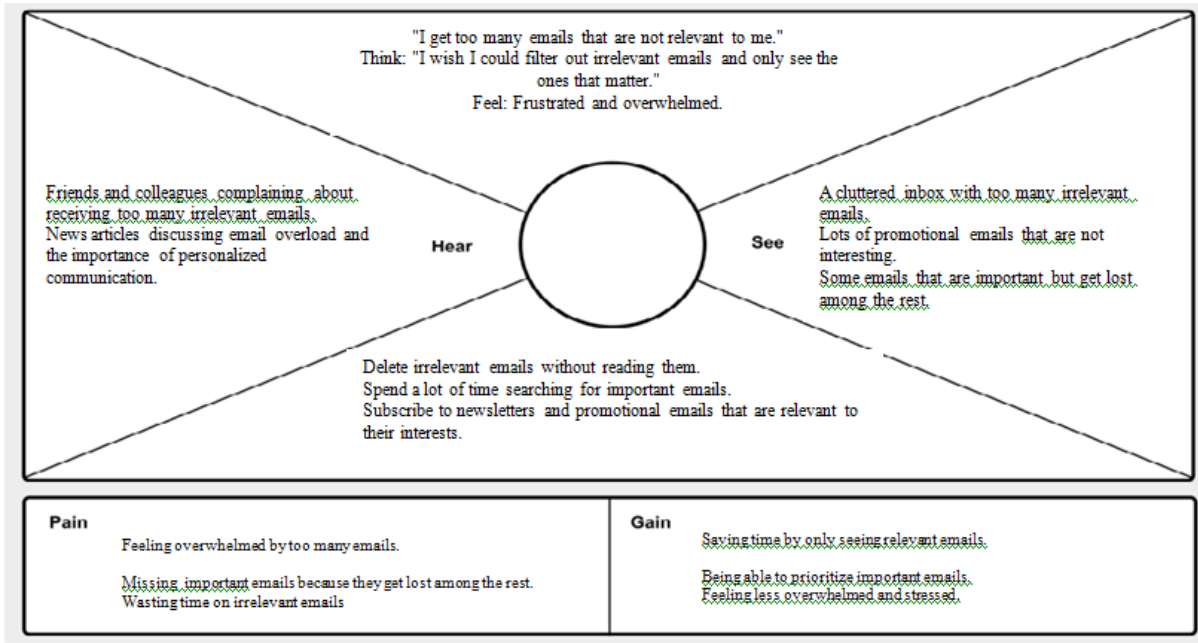 "I get too many emails that are not relevant to me."
Think: "I wish I could filter out irrelevant emails and only see the
ones that matter."
Feel: Frustrated and overwhelmed.
Friends and colleagues complaining about
receiving too many irrelevant emails.
News articles discussing email overload and
the importance of personalized
communication.
Hear
See
A cluttered inbox with too many irrelevant
emails.
Lots of promotional emails that are not
interesting.
Some emails that are important but get lost
among the rest.
Delete irrelevant emails without reading them.
Spend a lot of time searching for important emails.
Subscribe to newsletters and promotional emails that are relevant to
their interests.
Pain
Feeling overwhelmed by too many emails.
Missing important emails because they get lost among the rest.
Wasting time on irrelevant emails
Gain
Saving time by only seeing relevant emails.
Being able to prioritize important emails.
Feeling less overwhelmed and stressed.